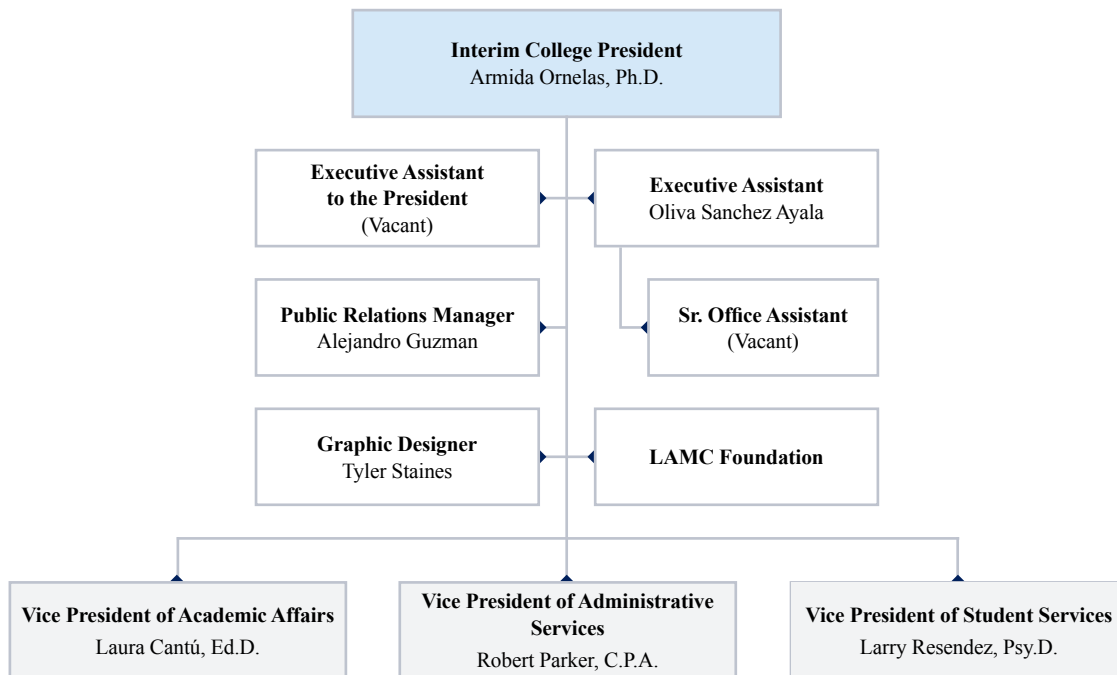 Interim College President
Armida Ornelas, Ph.D.
Executive Assistant
to the President
(Vacant)
Executive Assistant
Oliva Sanchez Ayala
Public Relations Manager
Alejandro Guzman
Sr. Office Assistant
(Vacant)
Graphic Designer
Tyler Staines
LAMC Foundation
Vice President of Academic Affairs
Laura Cantú, Ed.D.
Vice President of Administrative
Services
Robert Parker, C.P.A.
Vice President of Student Services
Larry Resendez, Psy.D.